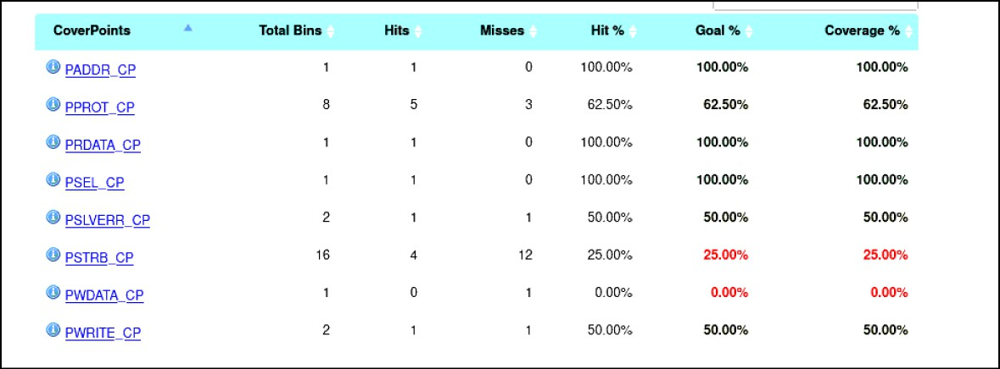 CoverPoints Total Bins Hits Misses Hit % Goal % Coverage %
PADDR_CP 1 1 0 100.00% 100.00% 100.00%
PPROT_CP 8 5 3 62.50% 62.50% 62.50%
PRDATA_CP 1 1 0 100.00% 100.00% 100.00%
PSEL_CP 1 1 0 100.00% 100.00% 100.00%
PSLVERR_CP 2 1 1 50.00% 50.00% 50.00%
PSTRB_CP 16 4 12 25.00% 25.00% 25.00%
PWDATA_CP 1 0 1 0.00% 0.00% 0.00%
PWRITE_CP 2 1 1 50.00% 50.00% 50.00%